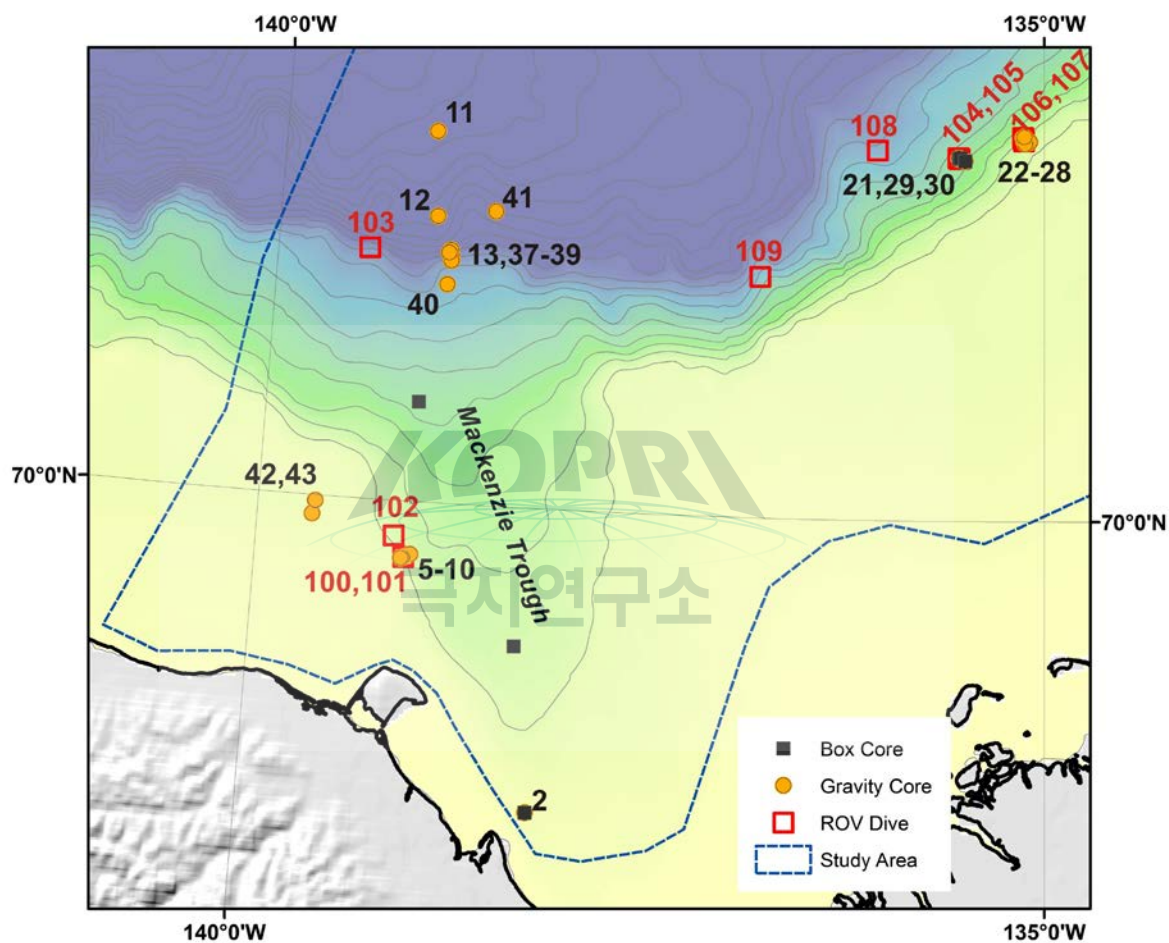 140°0'W
135°0'W
11
108
104,105
106,107
12
41
21,29,30
22-28
103
13,37-39
109
40
Mackenzie Trough
KOPRI
70°0'N
42,43
102
70°0'N
5-10
100,101
극지연구소
2
Box Core
Gravity Core
ROV Dive
Study Area
140°0'W
135°0'W